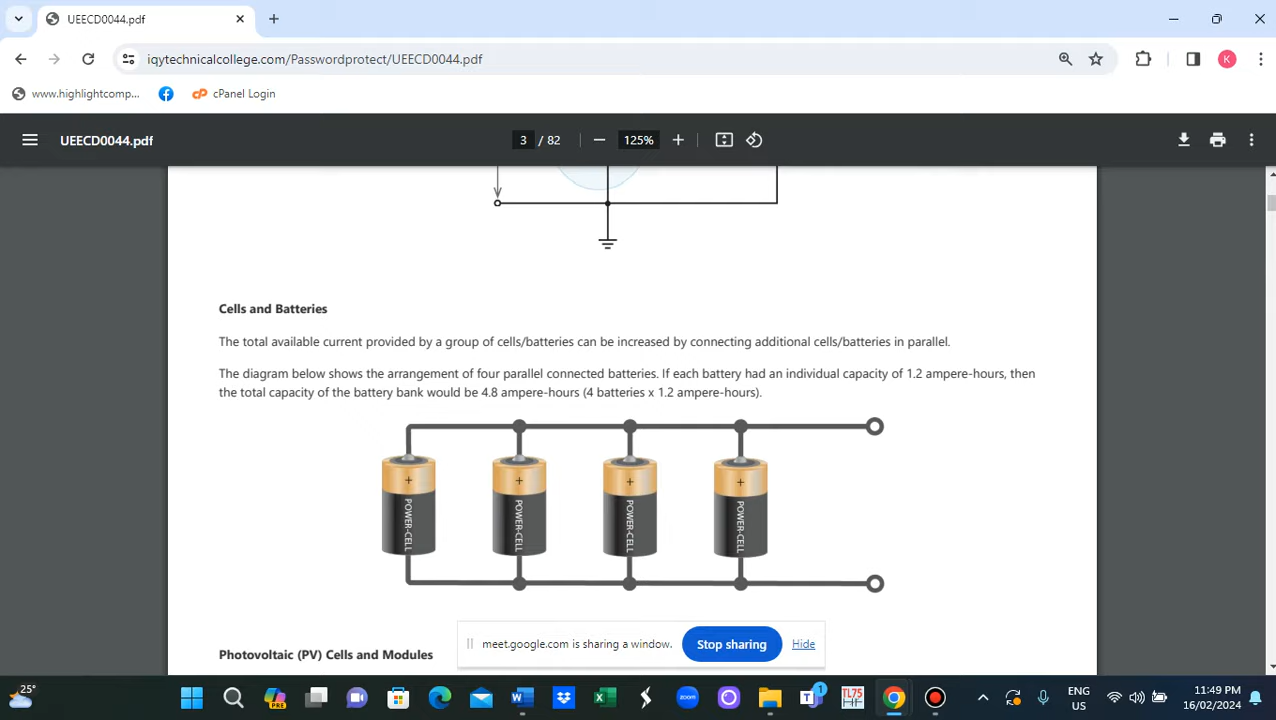 UEECD0044.pdf
iqytechnicalcollege.com/Passwordprotect/UEECD0044.pdf
K
www.highlightcomp...
cPanel Login
UEECD0044.pdf
3 / 82
125%
Cells and Batteries
The total available current provided by a group of cells/batteries can be increased by connecting additional cells/batteries in parallel.
The diagram below shows the arrangement of four parallel connected batteries. If each battery had an individual capacity of 1.2 ampere-hours, then
the total capacity of the battery bank would be 4.8 ampere-hours (4 batteries x 1.2 ampere-hours).
+ + + +
POWER-CELL POWER-CELL POWER-CELL POWER-CELL
meet.google.com is sharing a window. Stop sharing Hide
Photovoltaic (PV) Cells and Modules
25°
PRE
W
X
zoom
T
1
TL75
ENG
US
11:49 PM
16/02/2024